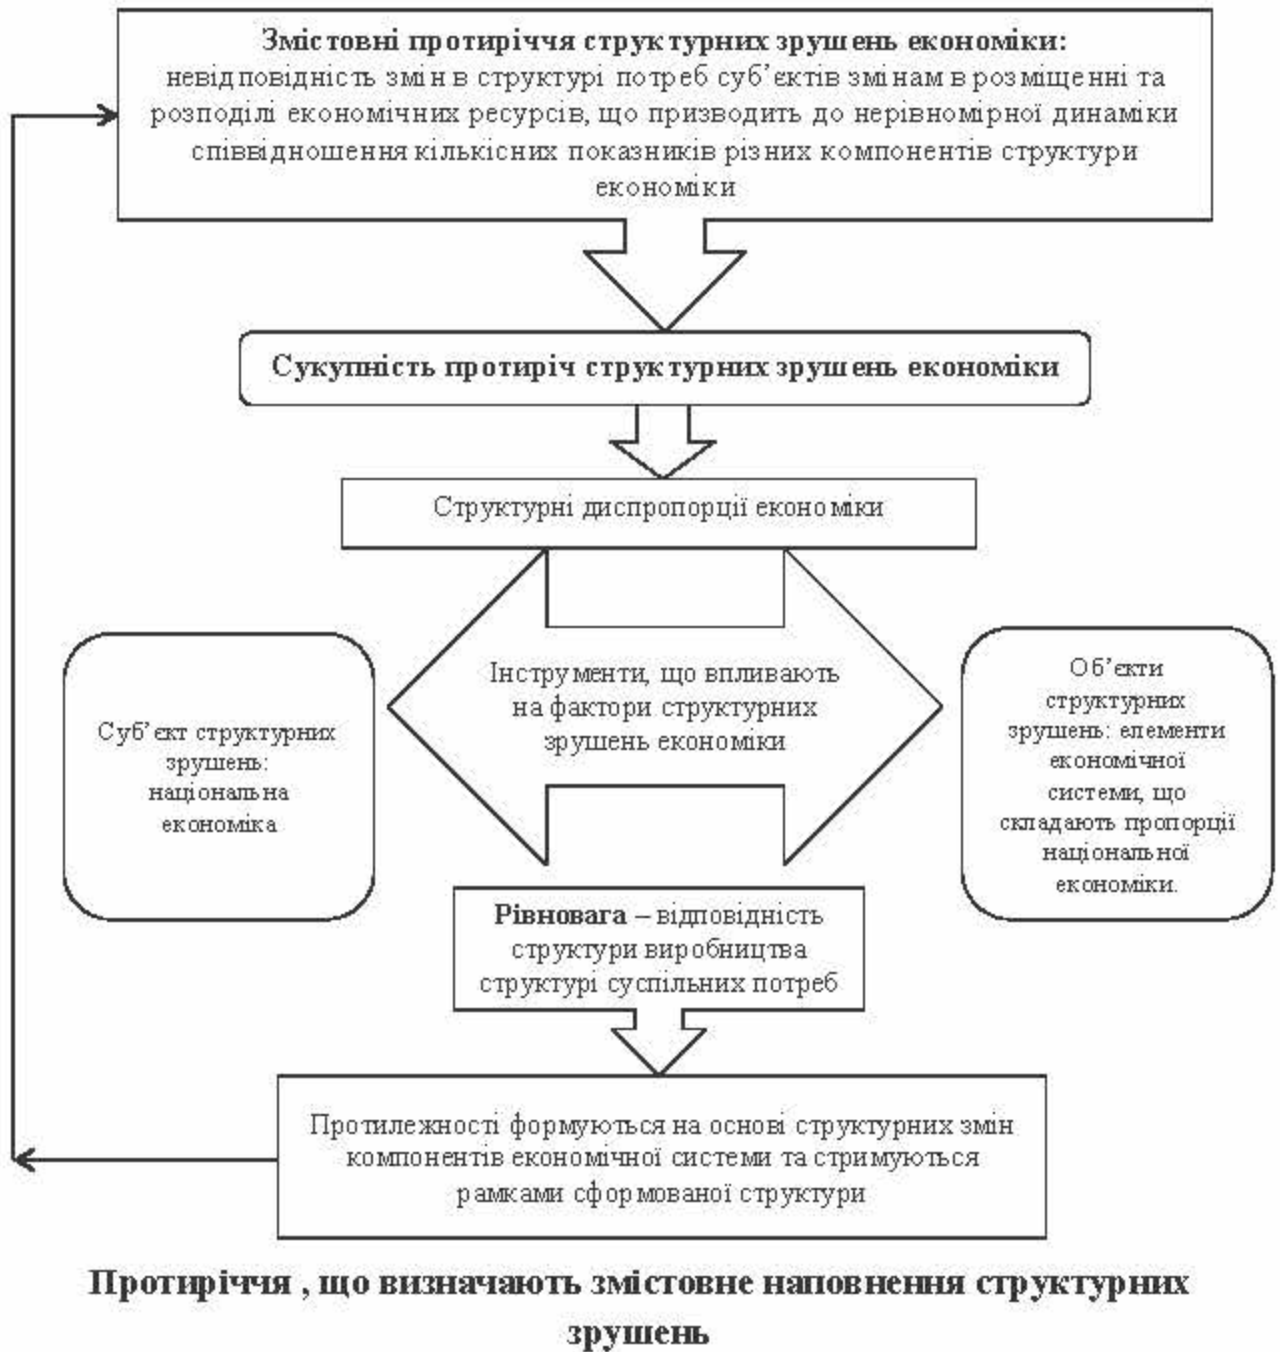 Змістовні протиріччя структурних зрушень економіки:
невідповідність змін в структурі потреб суб’єктів змінам в розміщенні та
розподілі економічних ресурсів, що призводить до нерівномірної динаміки
співвідношення кількісних показників різних компонентів структури
економіки
Сукупність протиріч структурних зрушень економіки
Структурні диспропорції економіки
Суб’єкт структурних
зрушень:
національна
економіка
Інструменти, що впливають
на фактори структурних
зрушень економіки
Об’єкти
структурних
зрушень: елементи
економічної
системи, що
складають пропорції
національної
економіки.
Рівновага – відповідність
структури виробництва
структурі суспільних потреб
Протилежності формуються на основі структурних змін
компонентів економічної системи та стримуються
рамками сформованої структури
Протиріччя , що визначають змістовне наповнення структурних
зрушень